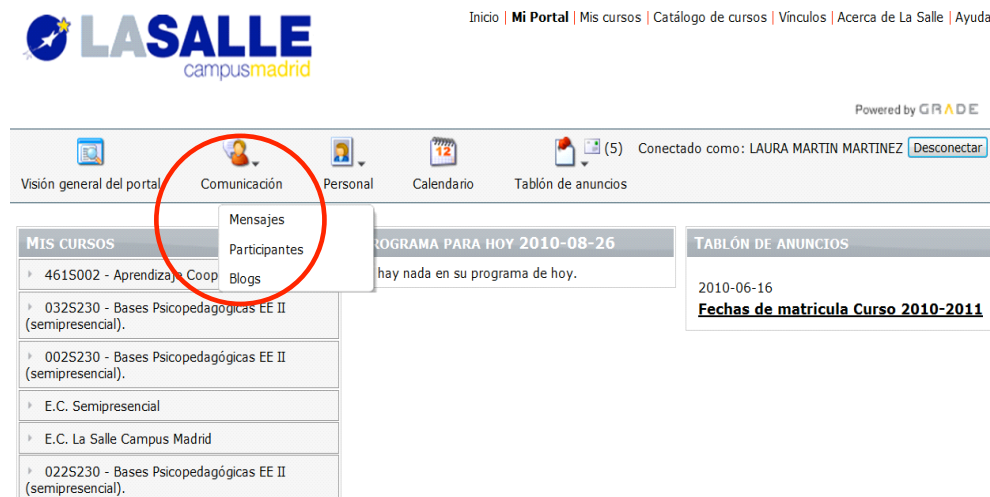 LASALLE
campusmadrid
Inicio | Mi Portal | Mis cursos | Catálogo de cursos | Vínculos | Acerca de La Salle | Ayuda
Powered by GRADE
12
(5) Conectado como: LAURA MARTIN MARTINEZ Desconectar
Visión general del portal Comunicación Personal Calendario Tablón de anuncios
Mensajes
Participantes
Blogs
MIS CURSOS
461S002 - Aprendizaje Coop
032S230 - Bases Psicopedagógicas EE II
(semipresencial).
002S230 - Bases Psicopedagógicas EE II
(semipresencial).
E.C. Semipresencial
E.C. La Salle Campus Madrid
022S230 - Bases Psicopedagógicas EE II
(semipresencial).
ROGRAMA PARA HOY 2010-08-26
hay nada en su programa de hoy.
TABLÓN DE ANUNCIOS
2010-06-16
Fechas de matricula Curso 2010-2011